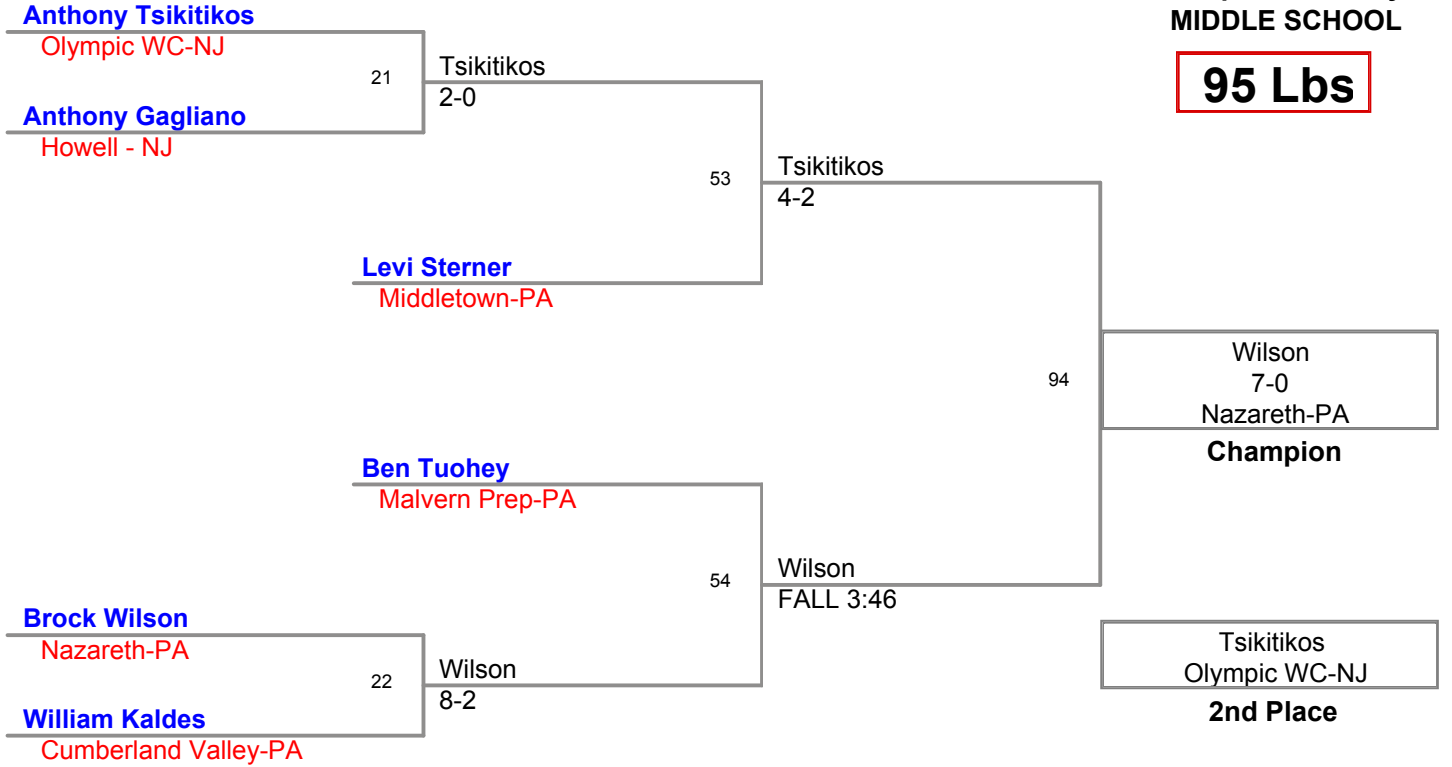 MIDDLE SCHOOL
95 Lbs
Anthony Tsikitikos
Olympic WC-NJ
21
Tsikitikos
2-0
Anthony Gagliano
Howell - NJ
53
Tsikitikos
4-2
Levi Sterner
Middletown-PA
94
Wilson
7-0
Nazareth-PA
Champion
Ben Tuohey
Malvern Prep-PA
54
Wilson
FALL 3:46
Brock Wilson
Nazareth-PA
22
Wilson
8-2
William Kaldes
Cumberland Valley-PA
Tsikitikos
Olympic WC-NJ
2nd Place